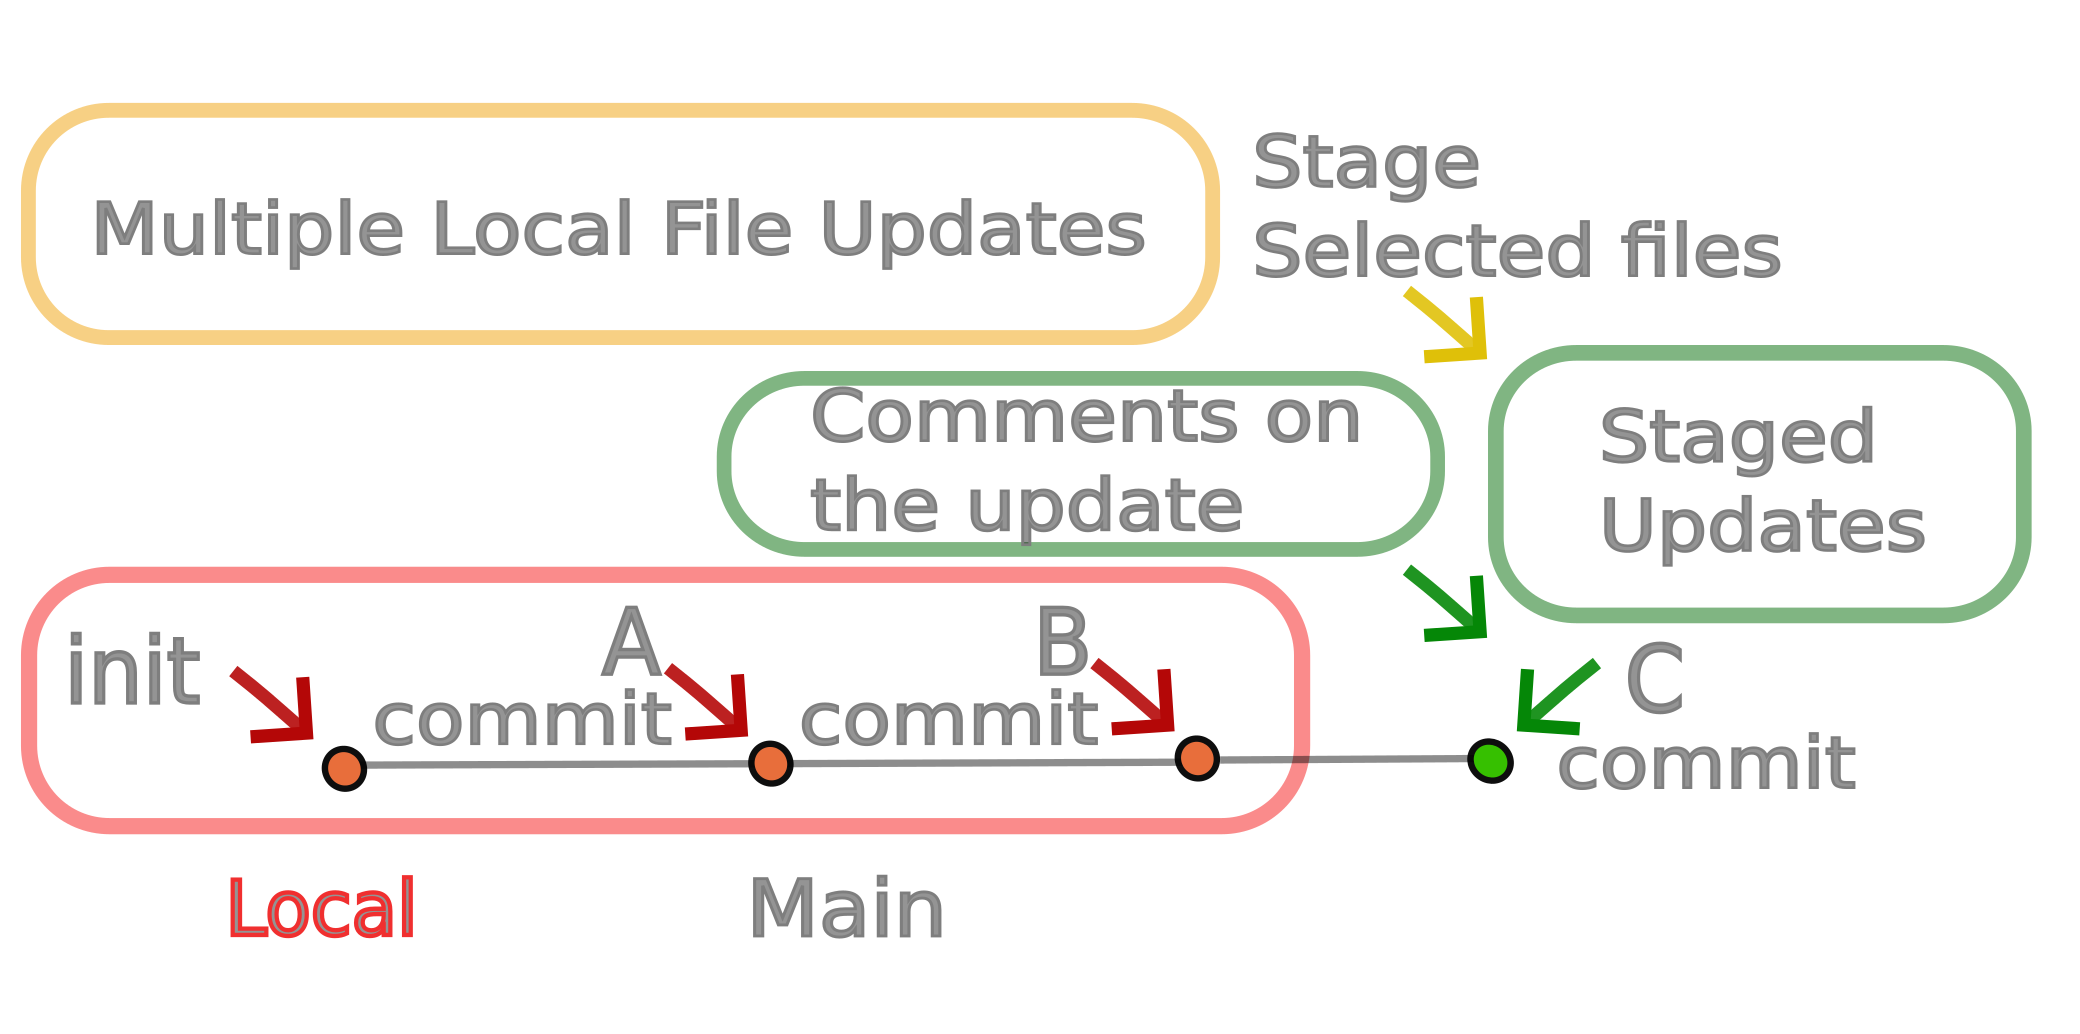 Multiple Local File Updates
Stage
Selected files
Comments on
the update
Staged
Updates
init
A
commit
B
commit
C
commit
Local
Main